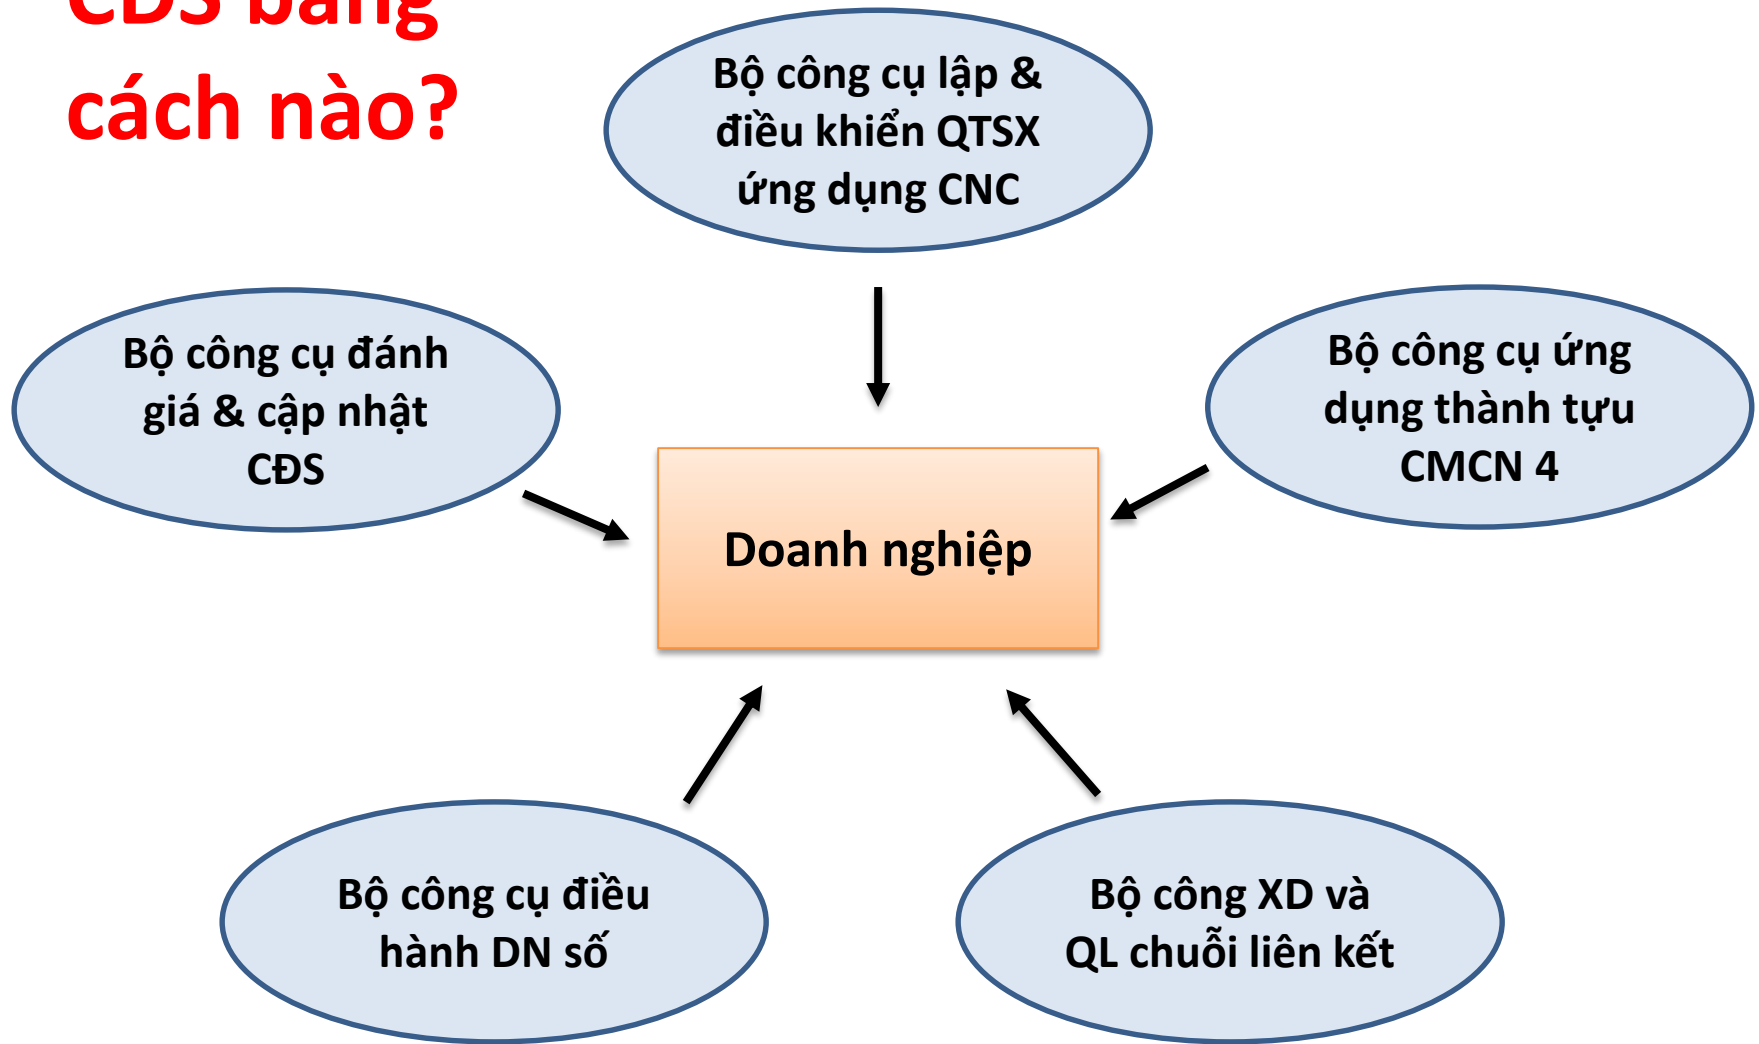 CĐS bằng
cách nào?
Bộ công cụ lập &
điều khiển QTSX
ứng dụng CNC
Bộ công cụ đánh
giá & cập nhật
CĐS
Bộ công cụ ứng
dụng thành tựu
CMCN 4
Doanh nghiệp
Bộ công cụ điều
hành DN số
Bộ công XD và
QL chuỗi liên kết